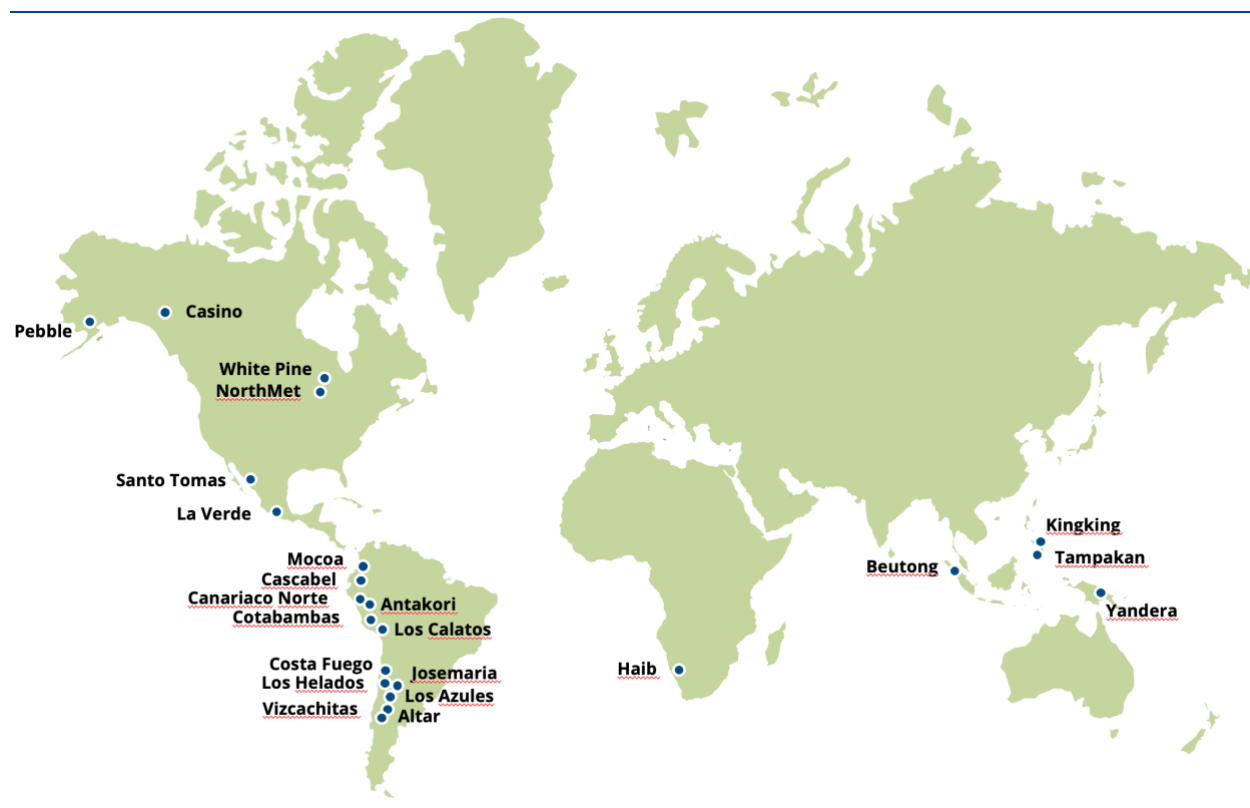 Casino
Pebble
White Pine
NorthMet
Santo Tomas
La Verde
Kingking
Tampakan
Beutong
Yandera
Mocoa
Cascabel
Canariaco Norte
Antakori
Cotabambas
Los Calatos
Costa Fuego
Josemaria
Los Helados
Los Azules
Vizcachitas
Altar
Haib